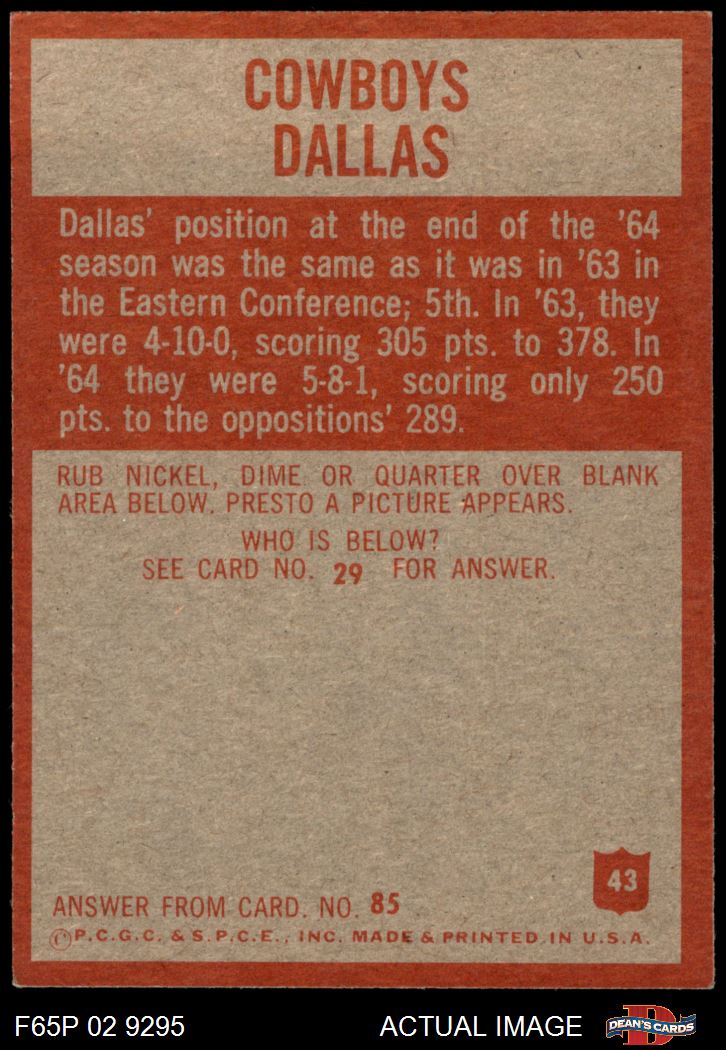 COWBOYS
DALLAS
Dallas' position at the end of the '64
season was the same as it was in '63 in
the Eastern Conference; 5th. In '63, they
were 4-10-0, scoring 305 pts. to 378. In
'64 they were 5-8-1, scoring only 250
pts. to the oppositions' 289.
RUB NICKEL, DIME OR QUARTER OVER BLANK
AREA BELOW. PRESTO A PICTURE APPEARS.
WHO IS BELOW?
SEE CARD NO. 29 FOR ANSWER.
43
ANSWER FROM CARD. NO. 85
©P.C.G.C. & S.P.C.E., INC. MADE & PRINTED IN U.S.A.
F65P 02 9295 ACTUAL IMAGE
D
DEAN'S CARDS